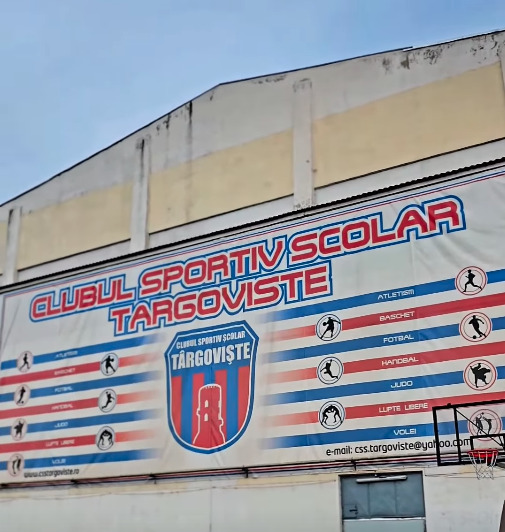 CLUBUL SPORTIV SCOLAR
TARGOVISTE
CLUBUL SPORTIV ȘCOLAR
TÂRGOVIȘTE
ATLETISM
BASCHET
FOTBAL
HANDBAL
JUDO
LUPTE LIBERE
VOLEI
www.csstargoviste.ro
ATLETISM
BASCHET
FOTBAL
HANDBAL
JUDO
LUPTE LIBERE
VOLEI
e-mail: css.targoviste@yahoo.com